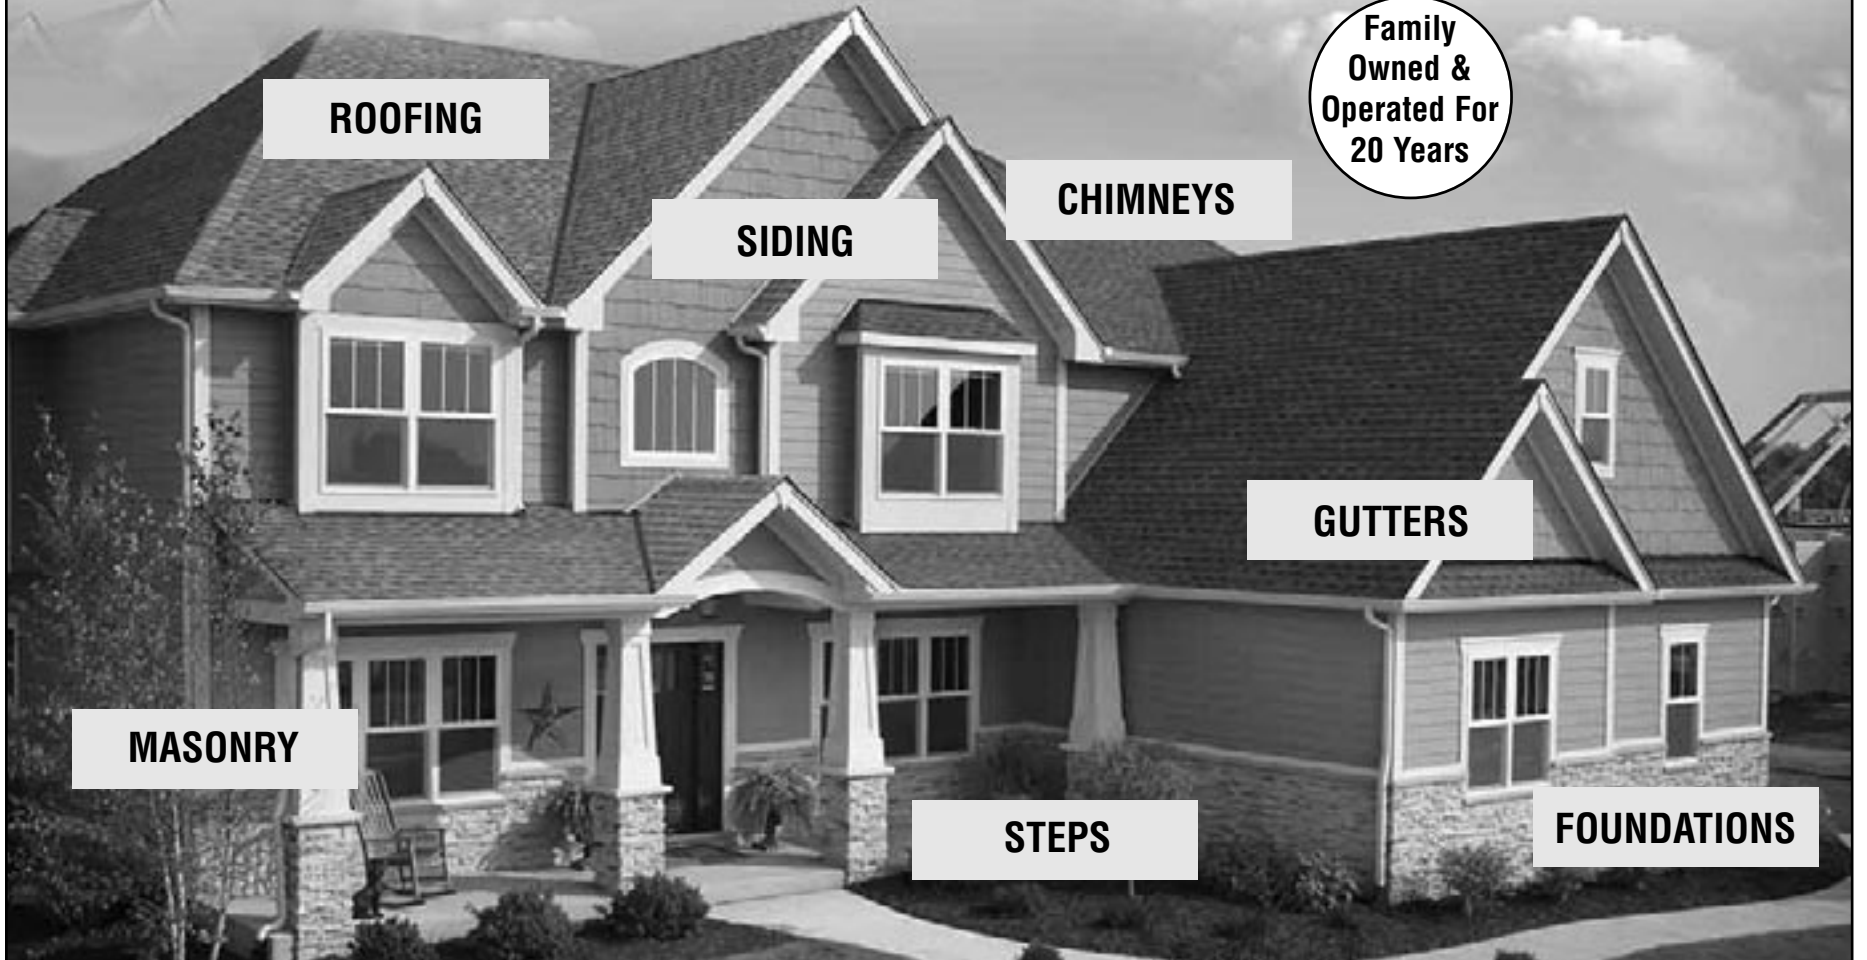 Family
Owned &
Operated For
20 Years
ROOFING
CHIMNEYS
SIDING
GUTTERS
MASONRY
STEPS
FOUNDATIONS